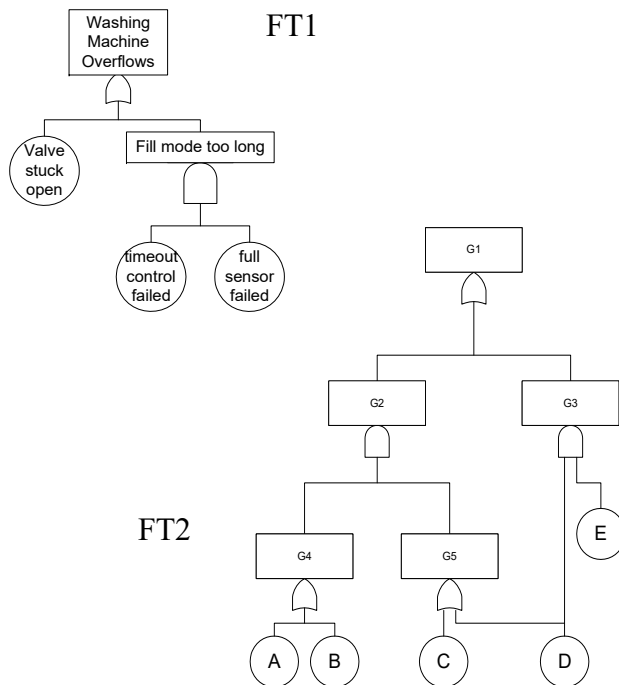 FT1
Washing
Machine
Overflows
Valve
stuck
open
Fill mode too long
timeout
control
failed
full
sensor
failed
G1
G2
G3
FT2
G4
G5
E
A
B
C
D